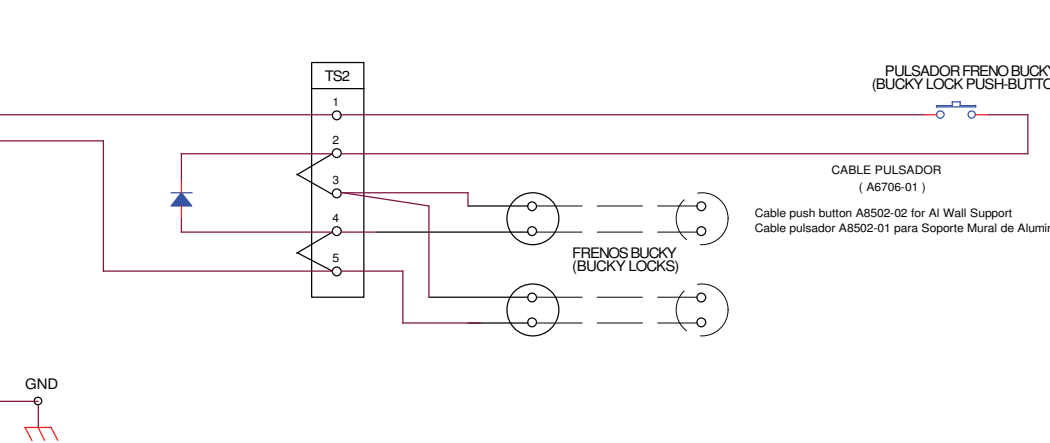 PULSADOR FRENO BUCKY
(BUCKY LOCK PUSH-BUTTO
TS2
1
2
3
4
5
CABLE PULSADOR
( A6706-01 )
Cable push button A8502-02 for Al Wall Support
Cable pulsador A8502-01 para Soporte Mural de Alumin
FRENOS BUCKY
(BUCKY LOCKS)
GND